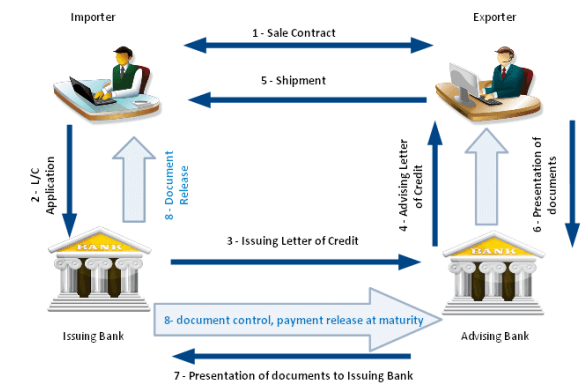 Importer
Exporter
1 - Sale Contract
5 - Shipment
2 - L/C
Application
8 - Document
Release
4 - Advising Letter
of Credit
6 - Presentation of
documents
3 - Issuing Letter of Credit
BANK
BANK
8- document control, payment release at maturity
Issuing Bank
Advising Bank
7 - Presentation of documents to Issuing Bank